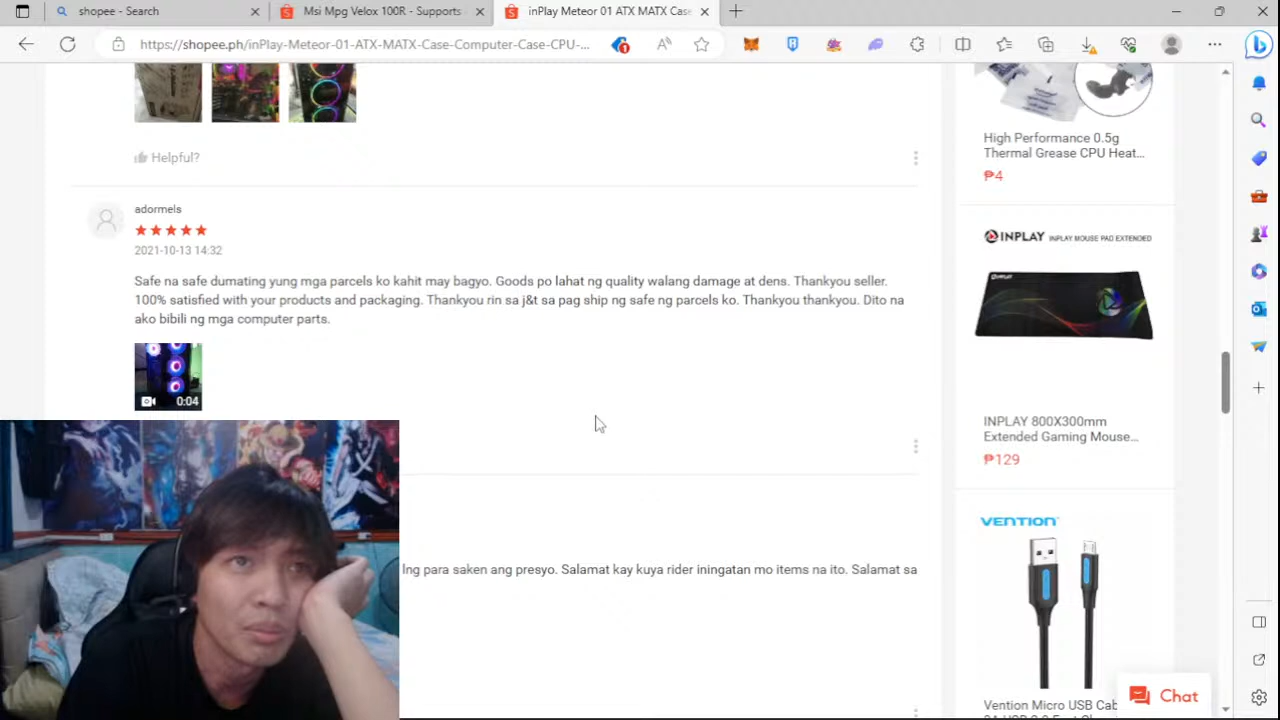 shopee - Search
Msi Mpg Velox 100R - Supports
inPlay Meteor 01 ATX MATX Case
https://shopee.ph/inPlay-Meteor-01-ATX-MATX-Case-Computer-Case-CPU-...
1
Helpful?
adormels
2021-10-13 14:32
Safe na safe dumating yung mga parcels ko kahit may bagyo. Goods po lahat ng quality walang damage at dens. Thankyou seller.
100% satisfied with your products and packaging. Thankyou rin sa j&t sa pag ship ng safe ng parcels ko. Thankyou thankyou. Dito na
ako bibili ng mga computer parts.
0:04
lng para saken ang presyo. Salamat kay kuya rider iningatan mo items na ito. Salamat sa
High Performance 0.5g
Thermal Grease CPU Heat...
₱4
INPLAY INPLAY MOUSE PAD EXTENDED
INPLAY 800X300mm
Extended Gaming Mouse...
₱129
VENTION
Vention Micro USB Cab
Chat